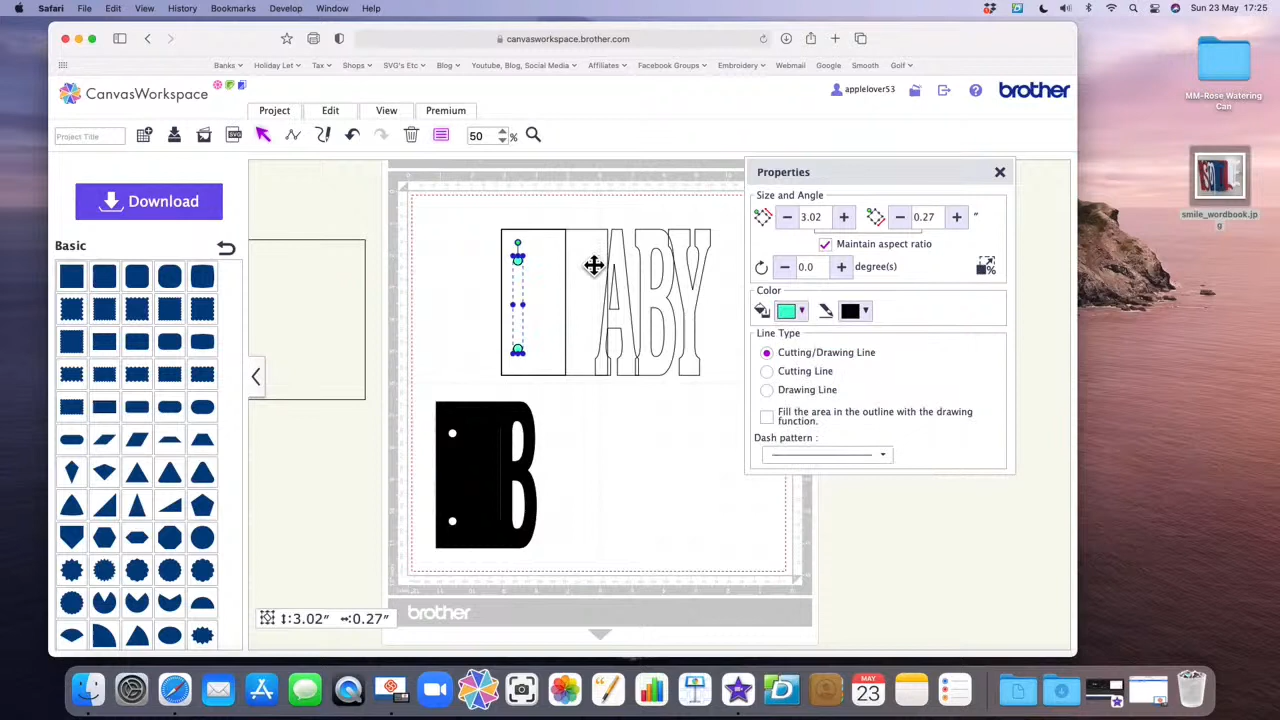 Safari File Edit View History Bookmarks Develop Window Help Sun 23 May 17:25
canvasworkspace.brother.com
Banks Holiday Let Tax Shops SVG's Etc Blog Youtube, Blog, Social Media Affiliates Facebook Groups Embroidery Webmail Google Smooth Golf
CanvasWorkspace
applelover53
brother
Project Edit View Premium
Project Title
SVG
50 %
Download
Basic
Properties
Size and Angle
3.02
0.27 "
Maintain aspect ratio
0.0 degree(s)
%
Color
Line Type
Cutting/Drawing Line
Cutting Line
Drawing Line
Fill the area in the outline with the drawing
function.
Dash pattern :
ABY
B
brother
3.02" 0.27"
MM-Rose Watering
Can
smile_wordbook.jp
g
MAY
23